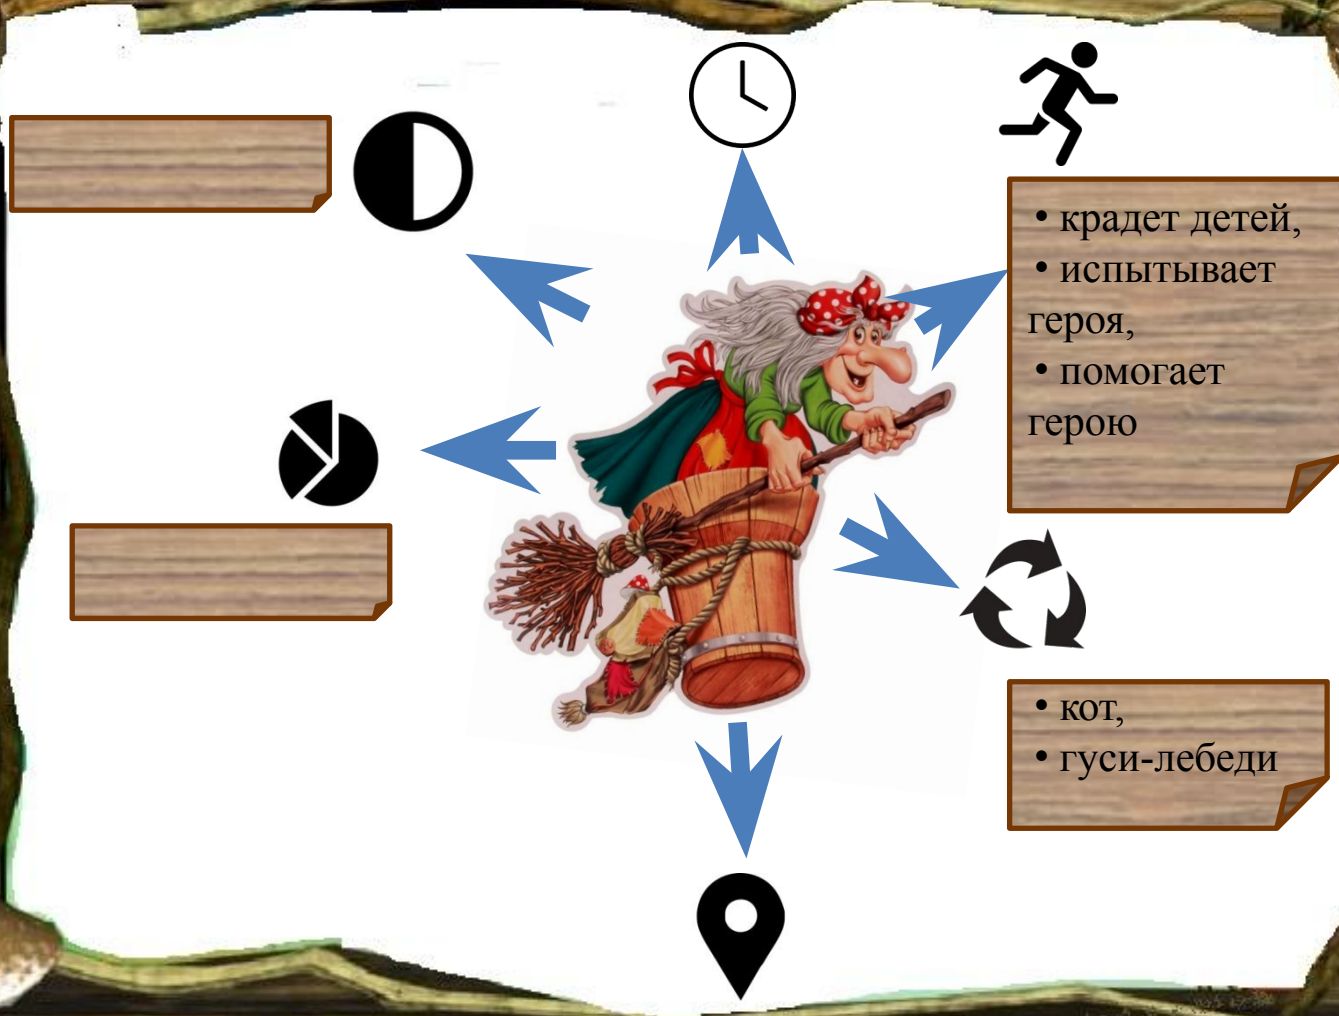 • крадет детей,
• испытывает
героя,
• помогает
герою
• кот,
• гуси-лебеди